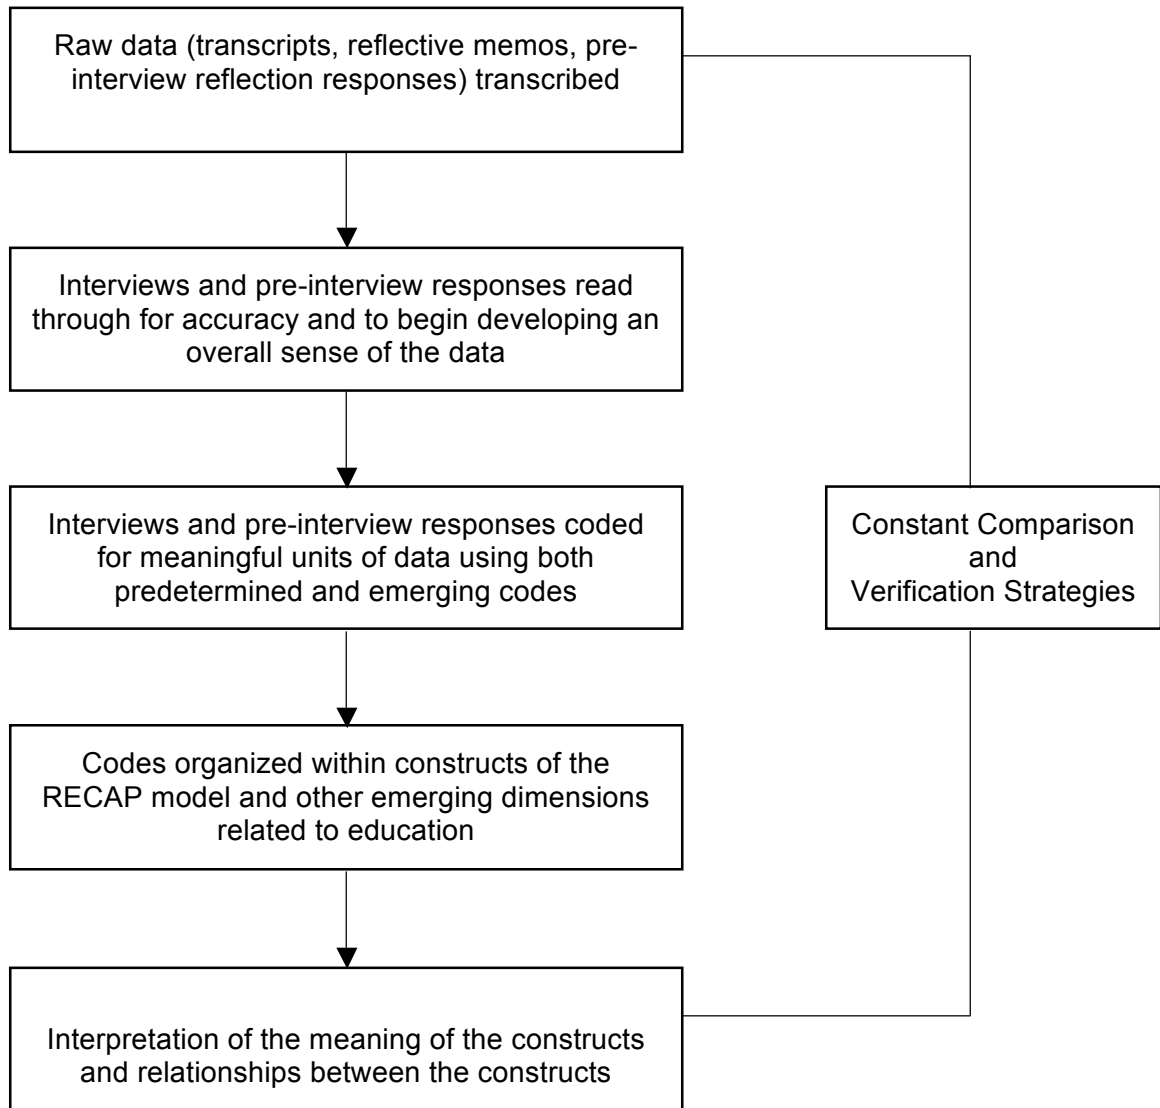 Raw data (transcripts, reflective memos, pre-
interview reflection responses) transcribed
Interviews and pre-interview responses read
through for accuracy and to begin developing an
overall sense of the data
Interviews and pre-interview responses coded
for meaningful units of data using both
predetermined and emerging codes
Constant Comparison
and
Verification Strategies
Codes organized within constructs of the
RECAP model and other emerging dimensions
related to education
Interpretation of the meaning of the constructs
and relationships between the constructs